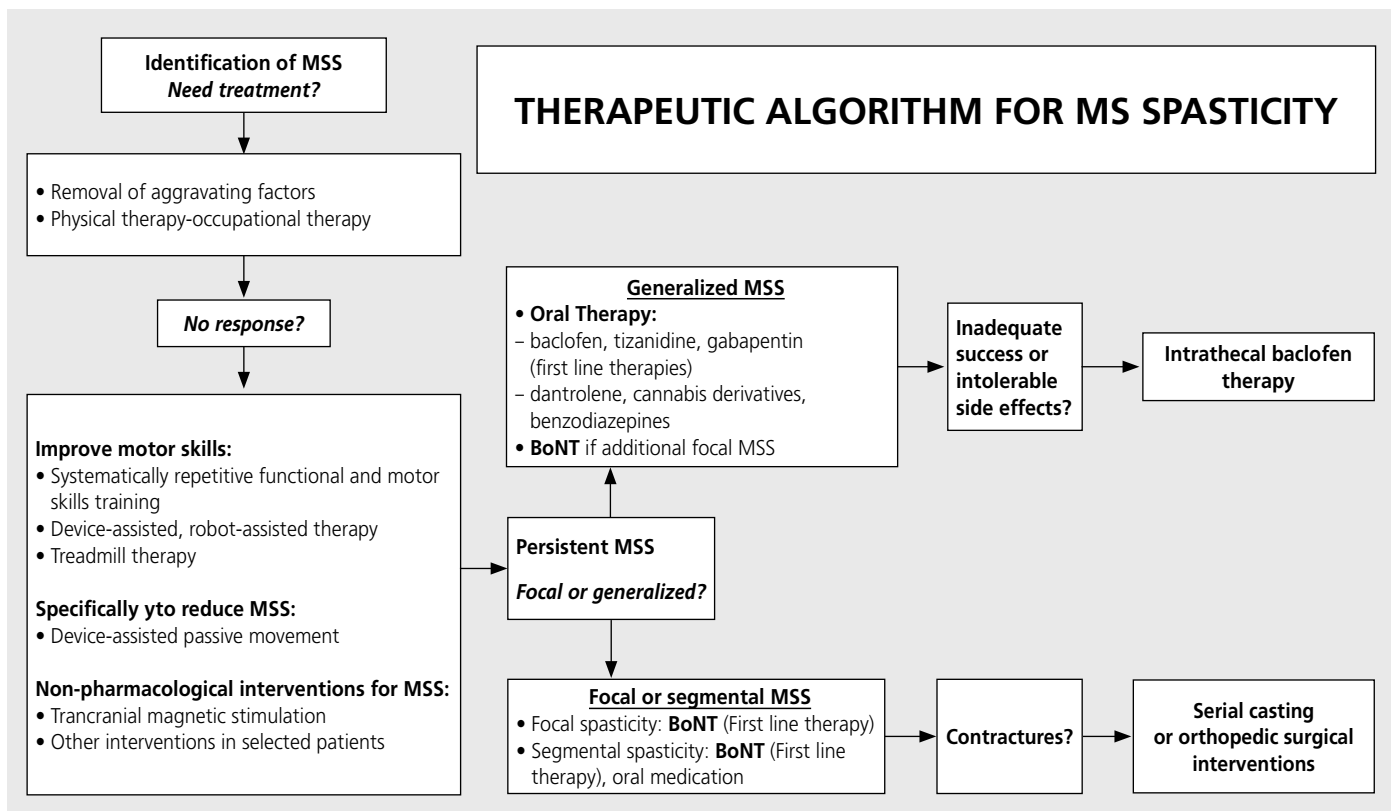 Identification of MSS
Need treatment?
THERAPEUTIC ALGORITHM FOR MS SPASTICITY
• Removal of aggravating factors
• Physical therapy-occupational therapy
No response?
Improve motor skills:
• Systematically repetitive functional and motor
skills training
• Device-assisted, robot-assisted therapy
• Treadmill therapy
Specifically yto reduce MSS:
• Device-assisted passive movement
Non-pharmacological interventions for MSS:
• Trancranial magnetic stimulation
• Other interventions in selected patients
Persistent MSS
Focal or generalized?
Generalized MSS
• Oral Therapy:
– baclofen, tizanidine, gabapentin
(first line therapies)
– dantrolene, cannabis derivatives,
benzodiazepines
• BoNT if additional focal MSS
Inadequate
success or
intolerable
side effects?
Intrathecal baclofen
therapy
Focal or segmental MSS
• Focal spasticity: BoNT (First line therapy)
• Segmental spasticity: BoNT (First line
therapy), oral medication
Contractures?
Serial casting
or orthopedic surgical
interventions